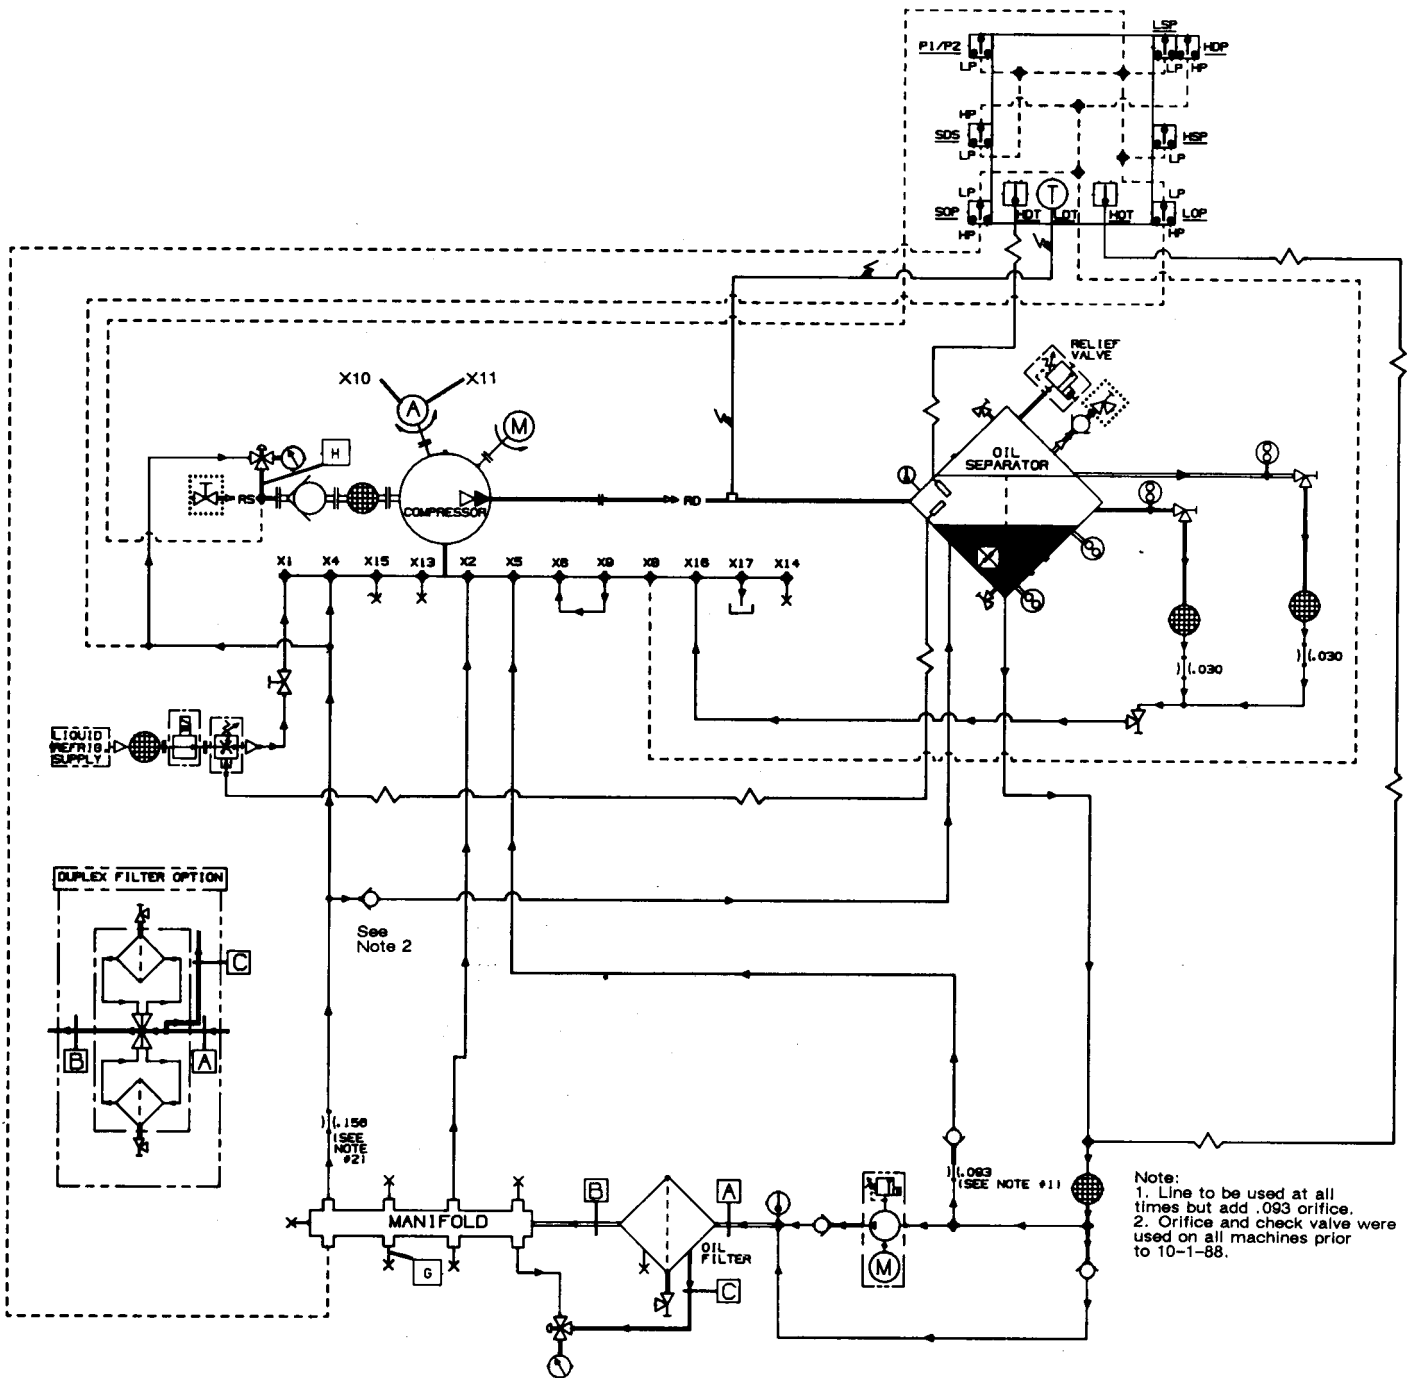 LSP
P1/P2
HDP
LP
LP
HP
HP
SDS
HSP
LP
LP
LP
LP
SOP
HOT
T
LDT
HOT
LOP
HP
HP
RELIEF
VALVE
X10
X11
A
M
H
OIL
SEPARATOR
RS
COMPRESSOR
RD
X1
X4
X15
X13
X2
X5
X6
X9
X8
X16
X17
X14
.030
.030
S
LIQUID
REFRIG
SUPPLY
DUPLEX FILTER OPTION
C
B
A
See
Note 2
.156
(SEE
NOTE
#2)
.093
(SEE NOTE #1)
MANIFOLD
B
A
OIL
FILTER
M
G
C
Note:
1. Line to be used at all
times but add .093 orifice.
2. Orifice and check valve were
used on all machines prior
to 10-1-88.